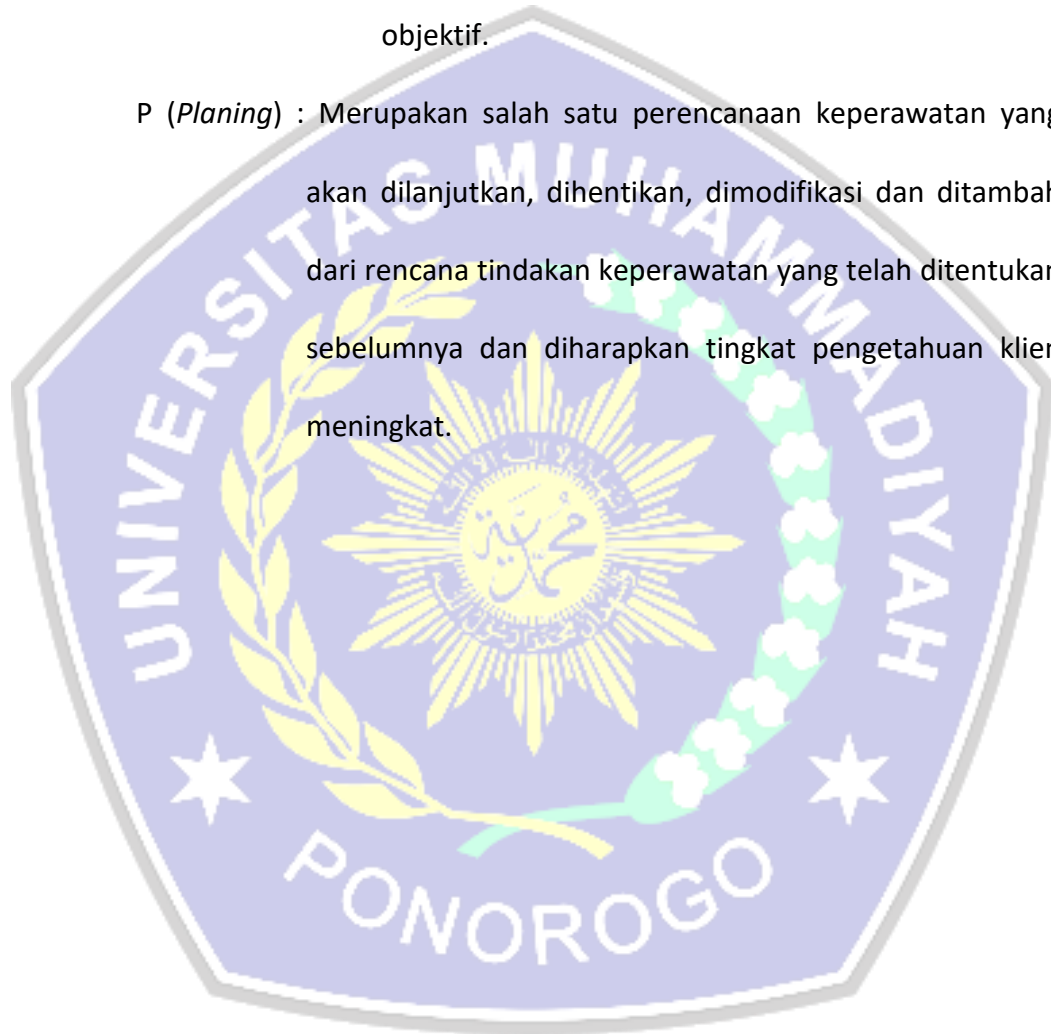 objektif.
P (Planing) : Merupakan salah satu perencanaan keperawatan yang
akan dilanjutkan, dihentikan, dimodifikasi dan ditambah
dari rencana tindakan keperawatan yang telah ditentukan
sebelumnya dan diharapkan tingkat pengetahuan klien
meningkat.
UNIVERSITAS MUHAMMADIYAH
PONOROGO
محمدية